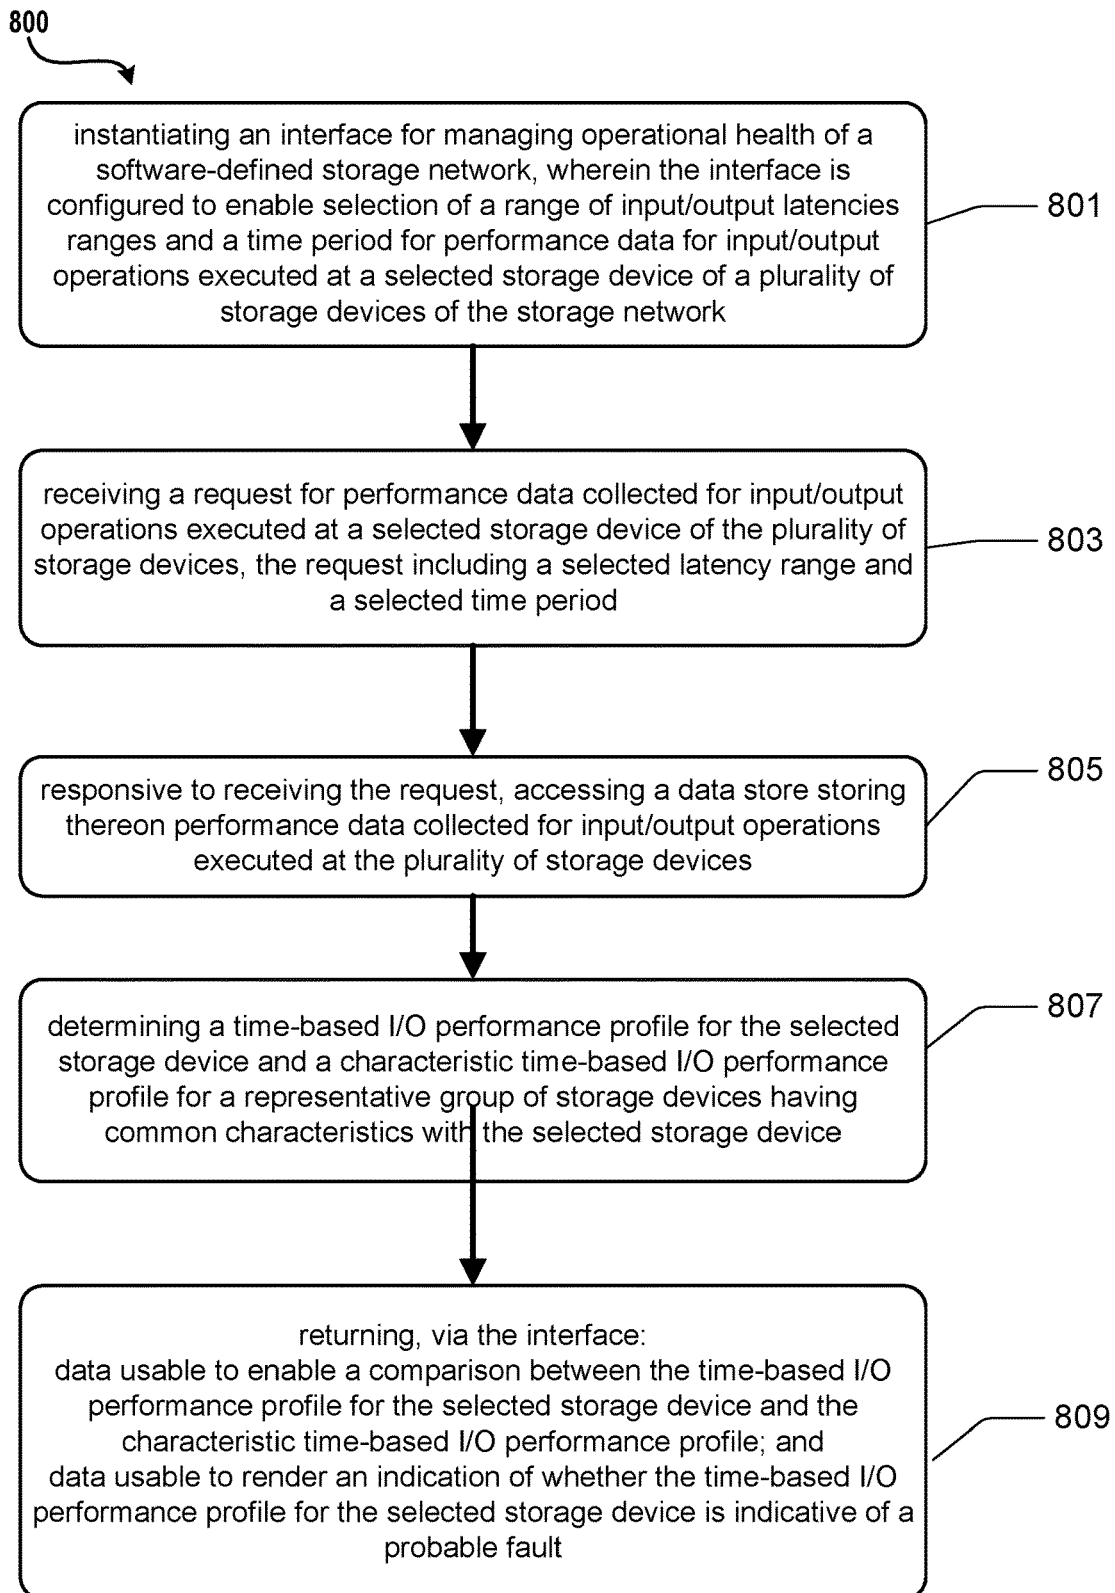 800
instantiating an interface for managing operational health of a
software-defined storage network, wherein the interface is
configured to enable selection of a range of input/output latencies
ranges and a time period for performance data for input/output
operations executed at a selected storage device of a plurality of
storage devices of the storage network
801
receiving a request for performance data collected for input/output
operations executed at a selected storage device of the plurality of
storage devices, the request including a selected latency range and
a selected time period
803
responsive to receiving the request, accessing a data store storing
thereon performance data collected for input/output operations
executed at the plurality of storage devices
805
determining a time-based I/O performance profile for the selected
storage device and a characteristic time-based I/O performance
profile for a representative group of storage devices having
common characteristics with the selected storage device
807
returning, via the interface:
data usable to enable a comparison between the time-based I/O
performance profile for the selected storage device and the
characteristic time-based I/O performance profile; and
data usable to render an indication of whether the time-based I/O
performance profile for the selected storage device is indicative of a
probable fault
809